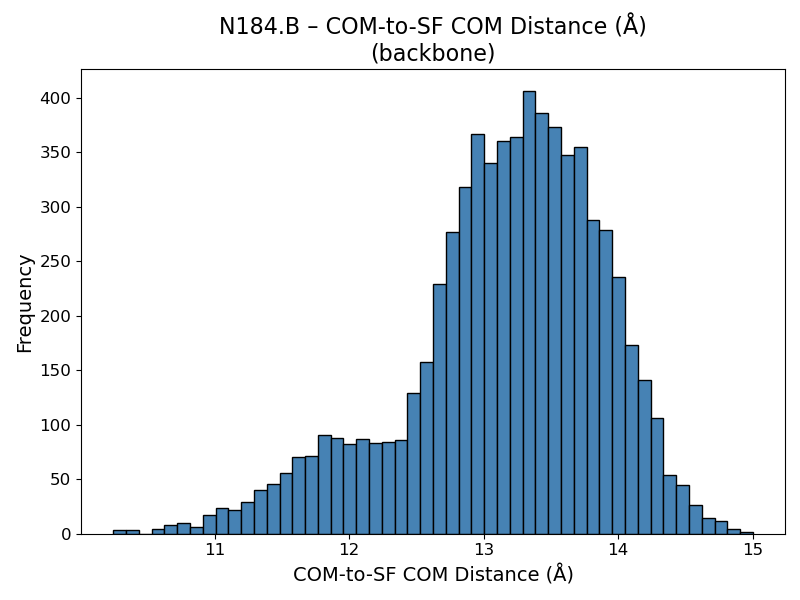 N184.B – COM-to-SF COM Distance (Å)
(backbone)
Frequency
400
350
300
250
200
150
100
50
0
11 12 13 14 15
COM-to-SF COM Distance (Å)